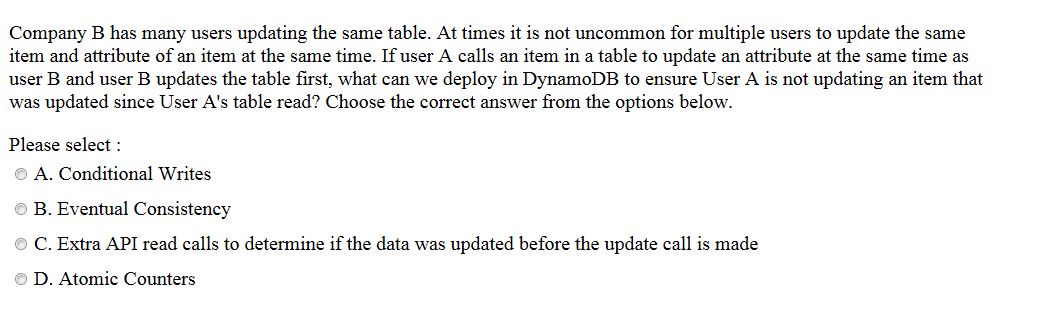 Company B has many users updating the same table. At times it is not uncommon for multiple users to update the same
item and attribute of an item at the same time. If user A calls an item in a table to update an attribute at the same time as
user B and user B updates the table first, what can we deploy in DynamoDB to ensure User A is not updating an item that
was updated since User A's table read? Choose the correct answer from the options below.
Please select :
A. Conditional Writes
B. Eventual Consistency
C. Extra API read calls to determine if the data was updated before the update call is made
D. Atomic Counters